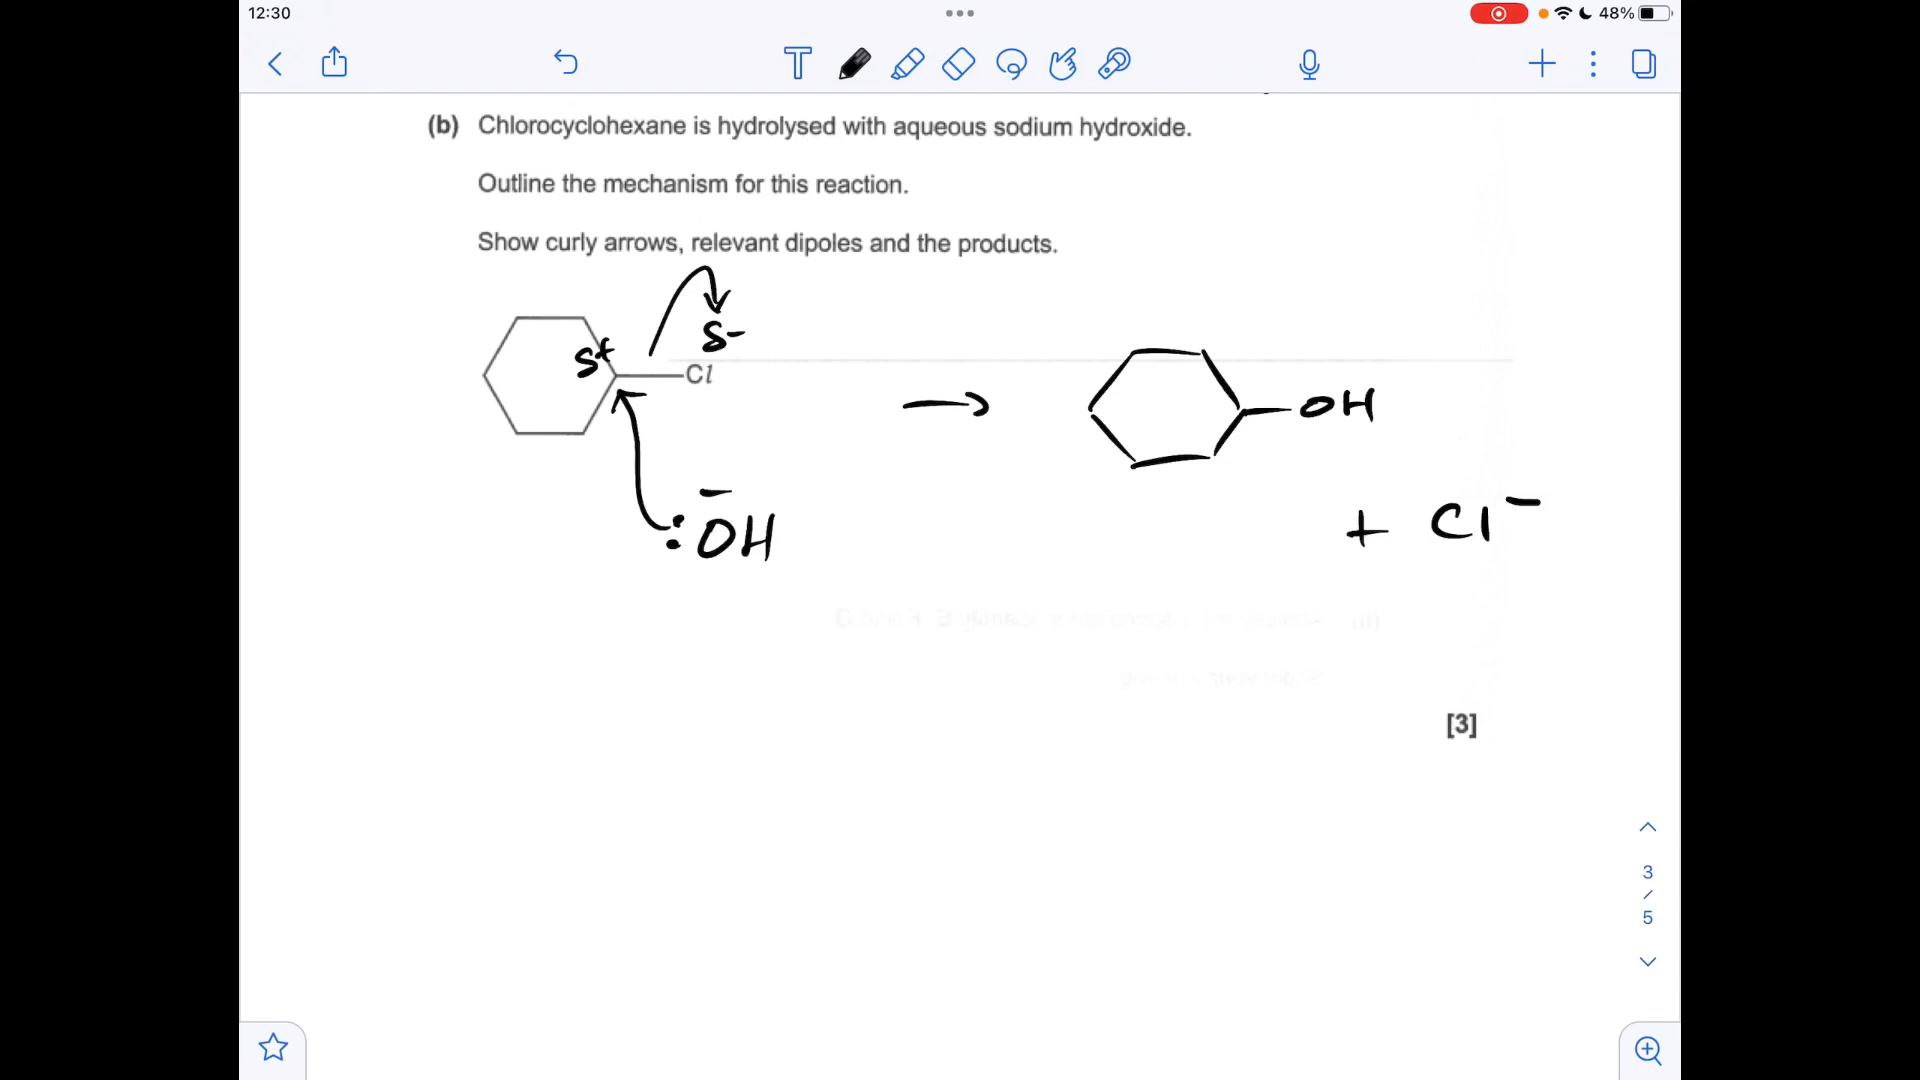 12:30
48%
T
(b) Chlorocyclohexane is hydrolysed with aqueous sodium hydroxide.
Outline the mechanism for this reaction.
Show curly arrows, relevant dipoles and the products.
δ-
δ+
Cl
OH
-
:OH
+ Cl-
[3]
3
/
5